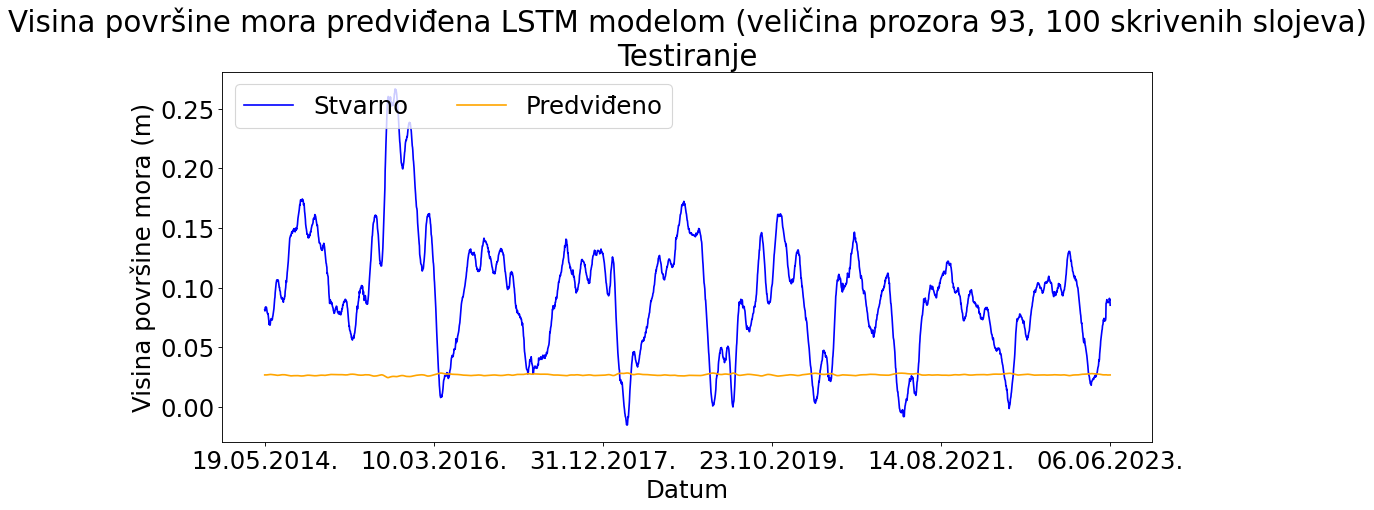 Visina površine mora predviđena LSTM modelom (veličina prozora 93, 100 skrivenih slojeva)
Testiranje
Stvarno Predviđeno
Visina površine mora (m)
0.25
0.20
0.15
0.10
0.05
0.00
19.05.2014. 10.03.2016. 31.12.2017. 23.10.2019. 14.08.2021. 06.06.2023.
Datum